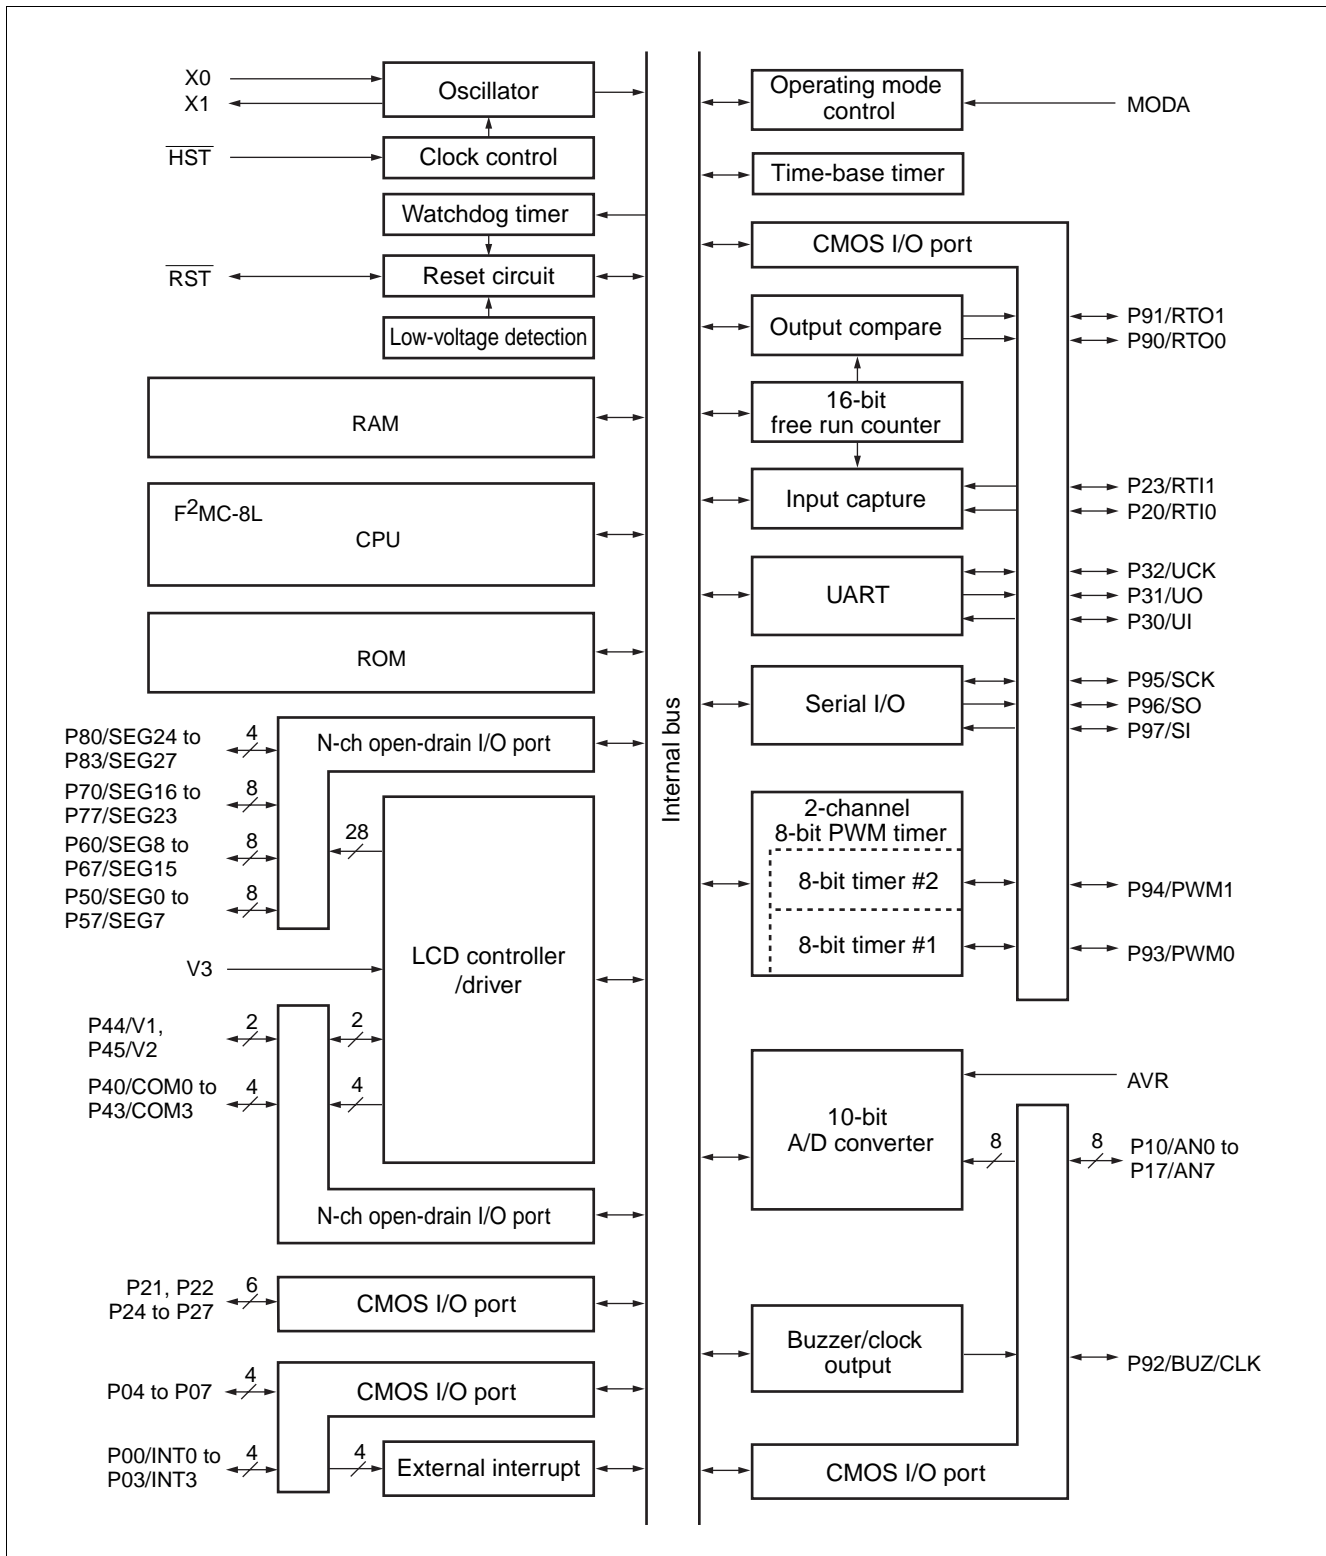 X0
X1
Oscillator
HST
Clock control
Watchdog timer
RST
Reset circuit
Low-voltage detection
RAM
F2MC-8L
CPU
ROM
P80/SEG24 to
P83/SEG27
4
N-ch open-drain I/O port
P70/SEG16 to
P77/SEG23
8
P60/SEG8 to
P67/SEG15
8
28
P50/SEG0 to
P57/SEG7
8
V3
LCD controller
/driver
P44/V1,
P45/V2
2
2
P40/COM0 to
P43/COM3
4
4
N-ch open-drain I/O port
P21, P22
P24 to P27
6
CMOS I/O port
P04 to P07
4
CMOS I/O port
P00/INT0 to
P03/INT3
4
4
External interrupt
Internal bus
Operating mode
control
MODA
Time-base timer
CMOS I/O port
Output compare
P91/RTO1
P90/RTO0
16-bit
free run counter
Input capture
P23/RTI1
P20/RTI0
UART
P32/UCK
P31/UO
P30/UI
Serial I/O
P95/SCK
P96/SO
P97/SI
2-channel
8-bit PWM timer
8-bit timer #2
P94/PWM1
8-bit timer #1
P93/PWM0
AVR
10-bit
A/D converter
8
8
P10/AN0 to
P17/AN7
Buzzer/clock
output
P92/BUZ/CLK
CMOS I/O port